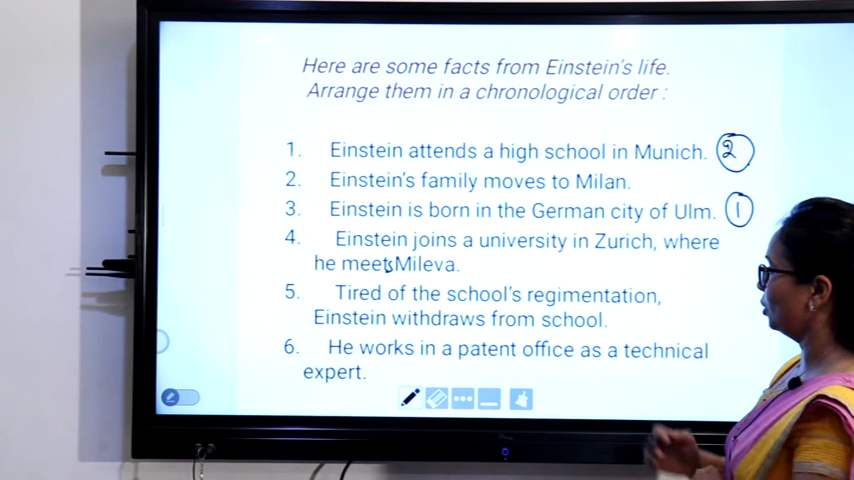 Here are some facts from Einstein's life.
Arrange them in a chronological order :
1. Einstein attends a high school in Munich. 2
2. Einstein's family moves to Milan.
3. Einstein is born in the German city of Ulm. 1
4. Einstein joins a university in Zurich, where
he meets Mileva.
5. Tired of the school's regimentation,
Einstein withdraws from school.
6. He works in a patent office as a technical
expert.